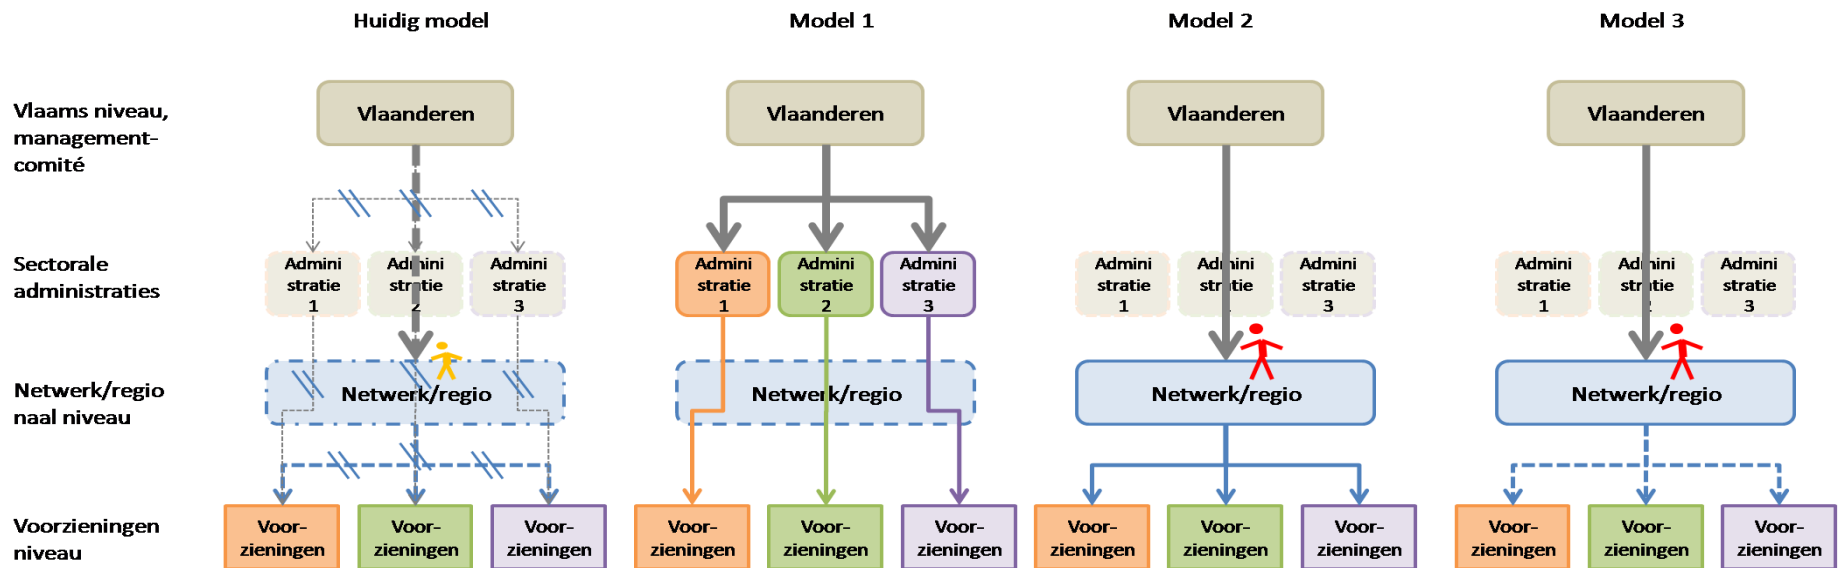 Huidig model
Model 1
Model 2
Model 3
Vlaams niveau,
management-
comité
Vlaanderen
Vlaanderen
Vlaanderen
Vlaanderen
Sectorale
administraties
Admini
stratie
1
Admini
stratie
2
Admini
stratie
3
Admini
stratie
1
Admini
stratie
2
Admini
stratie
3
Admini
stratie
1
Admini
stratie
Admini
stratie
3
Admini
stratie
1
Admini
stratie
2
Admini
stratie
3
Netwerk/regio
naal niveau
Netwerk/regio
Netwerk/regio
Netwerk/regio
Netwerk/regio
Voorzieningen
niveau
Voor-
zieningen
Voor-
zieningen
Voor-
zieningen
Voor-
zieningen
Voor-
zieningen
Voor-
zieningen
Voor-
zieningen
Voor-
zieningen
Voor-
zieningen
Voor-
zieningen
Voor-
zieningen
Voor-
zieningen